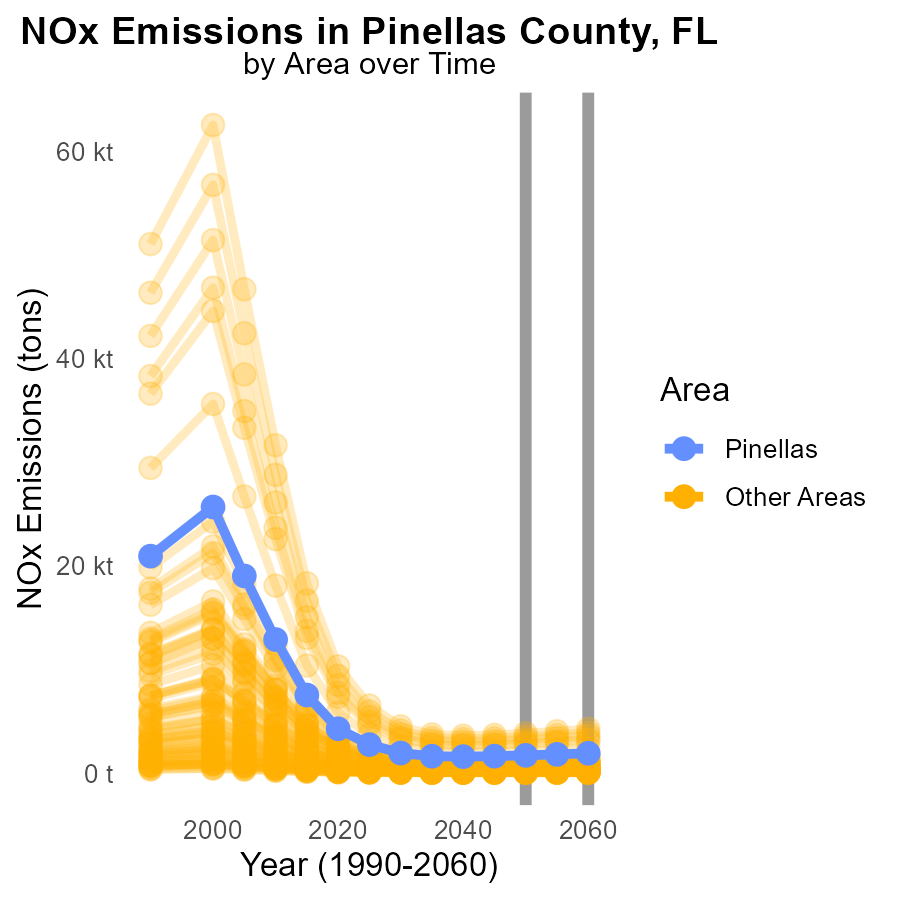 NOx Emissions in Pinellas County, FL
by Area over Time
NOx Emissions (tons)
60 kt
40 kt
20 kt
0 t
2000 2020 2040 2060
Year (1990-2060)
Area
Pinellas
Other Areas